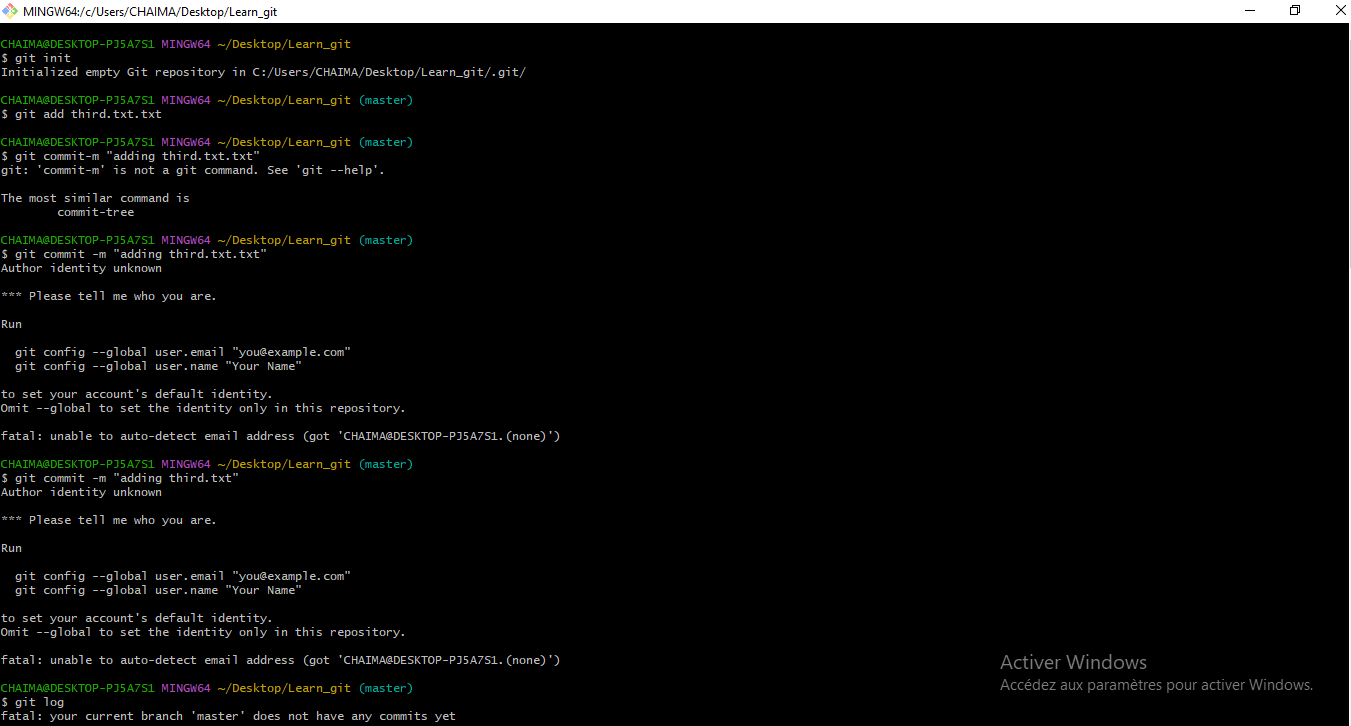 MINGW64:/c/Users/CHAIMA/Desktop/Learn_git
CHAIMA@DESKTOP-PJ5A7S1 MINGW64 ~/Desktop/Learn_git
$ git init
Initialized empty Git repository in C:/Users/CHAIMA/Desktop/Learn_git/.git/
CHAIMA@DESKTOP-PJ5A7S1 MINGW64 ~/Desktop/Learn_git (master)
$ git add third.txt.txt
CHAIMA@DESKTOP-PJ5A7S1 MINGW64 ~/Desktop/Learn_git (master)
$ git commit-m "adding third.txt.txt"
git: 'commit-m' is not a git command. See 'git --help'.
The most similar command is
        commit-tree
CHAIMA@DESKTOP-PJ5A7S1 MINGW64 ~/Desktop/Learn_git (master)
$ git commit -m "adding third.txt.txt"
Author identity unknown
*** Please tell me who you are.
Run
  git config --global user.email "you@example.com"
  git config --global user.name "Your Name"
to set your account's default identity.
Omit --global to set the identity only in this repository.
fatal: unable to auto-detect email address (got 'CHAIMA@DESKTOP-PJ5A7S1.(none)')
CHAIMA@DESKTOP-PJ5A7S1 MINGW64 ~/Desktop/Learn_git (master)
$ git commit -m "adding third.txt"
Author identity unknown
*** Please tell me who you are.
Run
  git config --global user.email "you@example.com"
  git config --global user.name "Your Name"
to set your account's default identity.
Omit --global to set the identity only in this repository.
fatal: unable to auto-detect email address (got 'CHAIMA@DESKTOP-PJ5A7S1.(none)')
CHAIMA@DESKTOP-PJ5A7S1 MINGW64 ~/Desktop/Learn_git (master)
$ git log
fatal: your current branch 'master' does not have any commits yet
Activer Windows
Accédez aux paramètres pour activer Windows.